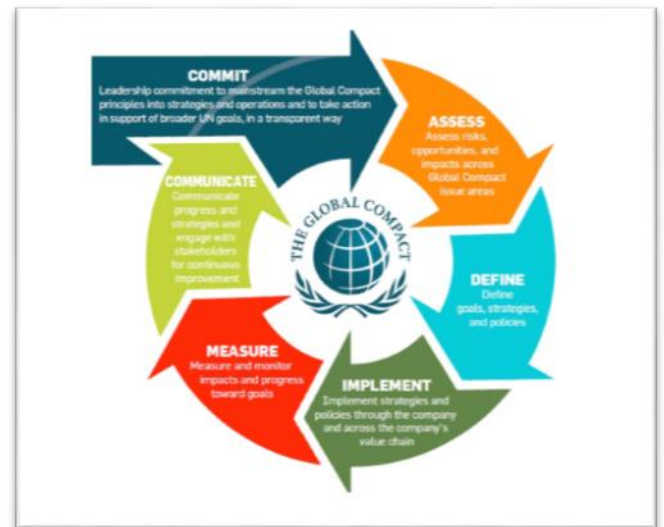 COMMIT
Leadership commitment to mainstream the Global Compact
principles into strategies and operations and to take action
in support of broader UN goals, in a transparent way
ASSESS
Assess risks,
opportunities, and
impacts across
Global Compact
issue areas
DEFINE
Define
goals, strategies,
and policies
IMPLEMENT
Implement strategies and
policies through the company
and across the company's
value chain
MEASURE
Measure and monitor
impacts and progress
toward goals
COMMUNICATE
Communicate
progress and
strategies and
engage with
stakeholders
for continuous
improvement
THE GLOBAL COMPACT